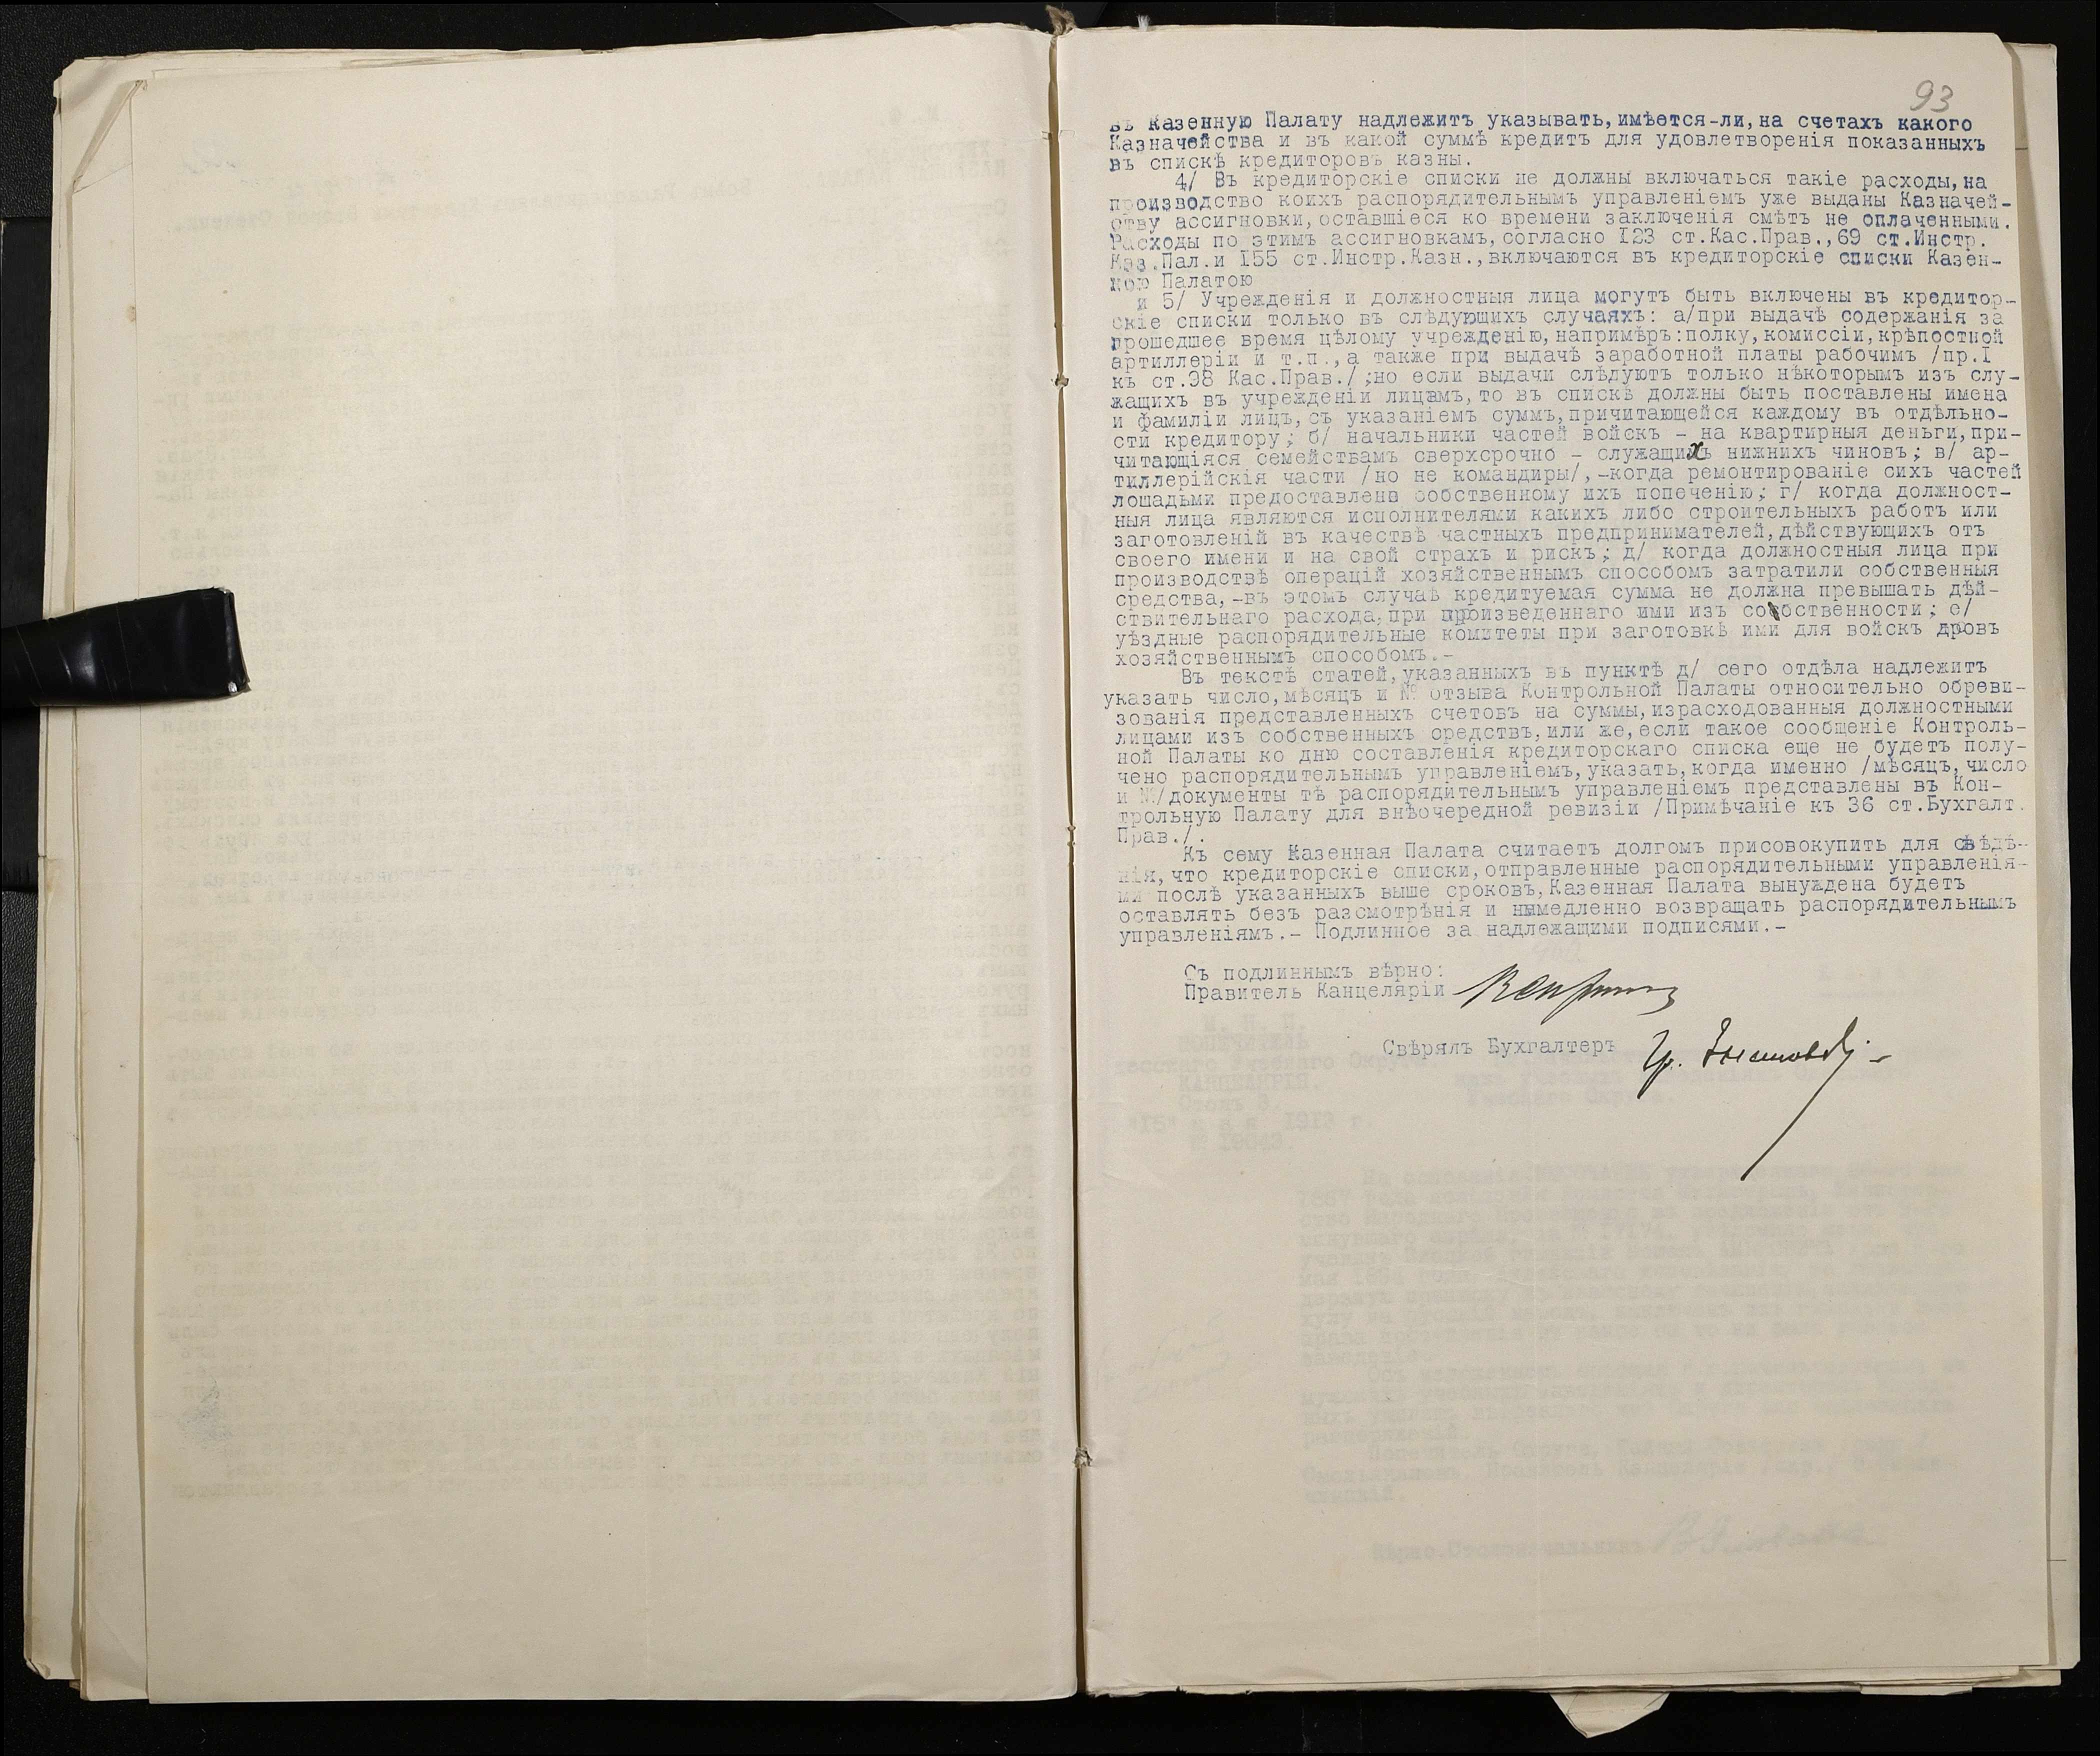 93
въ Казенную Палату надлежитъ указывать,имѣется-ли,на счетахъ какого
Казначейства и въ какой суммѣ кредитъ для удовлетворенія показанныхъ
въ спискѣ кредиторовъ казны.
4/ Въ кредиторскіе списки не должны включаться такіе расходы,на
производство коихъ распорядительнымъ управленіемъ уже выданы Казначей-
ству ассигновки,оставшіеся ко времени заключенія смѣтъ не оплаченными.
Расходы по этимъ ассигновкамъ,согласно I23 ст.Кас.Прав.,69 ст.Инстр.
Каз.Пал.и I55 ст.Инстр.Казн.,включаются въ кредиторскіе списки Казен-
ною Палатою
и 5/ Учрежденія и должностныя лица могутъ быть включены въ кредитор-
скіе списки только въ слѣдующихъ случаяхъ: а/при выдачѣ содержанія за
прошедшее время цѣлому учрежденію,напримѣръ:полку,комиссіи,крѣпостной
артиллеріи и т.п.,а также при выдачѣ заработной платы рабочимъ /пр.I
къ ст.98 Кас.Прав./;но если выдачи слѣдуютъ только нѣкоторымъ изъ слу-
жащихъ въ учрежденіи лицамъ,то въ спискѣ должны быть поставлены имена
и фамиліи лицъ,съ указаніемъ суммъ,причитающейся каждому въ отдѣльно-
сти кредитору; б/ начальники частей войскъ - на квартирныя деньги,при-
читающіяся семействамъ сверхсрочно - служащихъ нижнихъ чиновъ; в/ ар-
тиллерійскія части /но не командиры/,-когда ремонтированіе сихъ частей
лошадьми предоставлено собственному ихъ попеченію; г/ когда должност-
ныя лица являются исполнителями какихъ либо строительныхъ работъ или
заготовленій въ качествѣ частныхъ предпринимателей,дѣйствующихъ отъ
своего имени и на свой страхъ и рискъ; д/ когда должностныя лица при
производствѣ операцій хозяйственнымъ способомъ затратили собственныя
средства,-въ этомъ случаѣ кредитуемая сумма не должна превышать дѣй-
ствительнаго расхода,при произведеннаго ими изъ собственности; е/
уѣздные распорядительные комитеты при заготовкѣ ими для войскъ дровъ
хозяйственнымъ способомъ.-
Въ текстѣ статей,указанныхъ въ пунктѣ д/ сего отдѣла надлежитъ
указать число,мѣсяцъ и № отзыва Контрольной Палаты относительно обреви-
зованія представленныхъ счетовъ на суммы,израсходованныя должностными
лицами изъ собственныхъ средствъ,или же,если такое сообщеніе Контроль-
ной Палаты ко дню составленія кредиторскаго списка еще не будетъ полу-
чено распорядительнымъ управленіемъ,указать,когда именно /мѣсяцъ,число
и №/документы тѣ распорядительнымъ управленіемъ представлены въ Кон-
трольную Палату для внѣочередной ревизіи /Примѣчаніе къ 36 ст.Бухгалт.
Прав./.
Къ сему Казенная Палата считаетъ долгомъ присовокупить для свѣдѣ-
нія,что кредиторскіе списки,отправленные распорядительными управленія-
ми послѣ указанныхъ выше сроковъ,Казенная Палата вынуждена будетъ
оставлять безъ разсмотрѣнія и немедленно возвращать распорядительнымъ
управленіямъ.- Подлинное за надлежащими подписями.-
Съ подлиннымъ вѣрно:
Правитель Канцеляріи
Свѣрялъ Бухгалтеръ